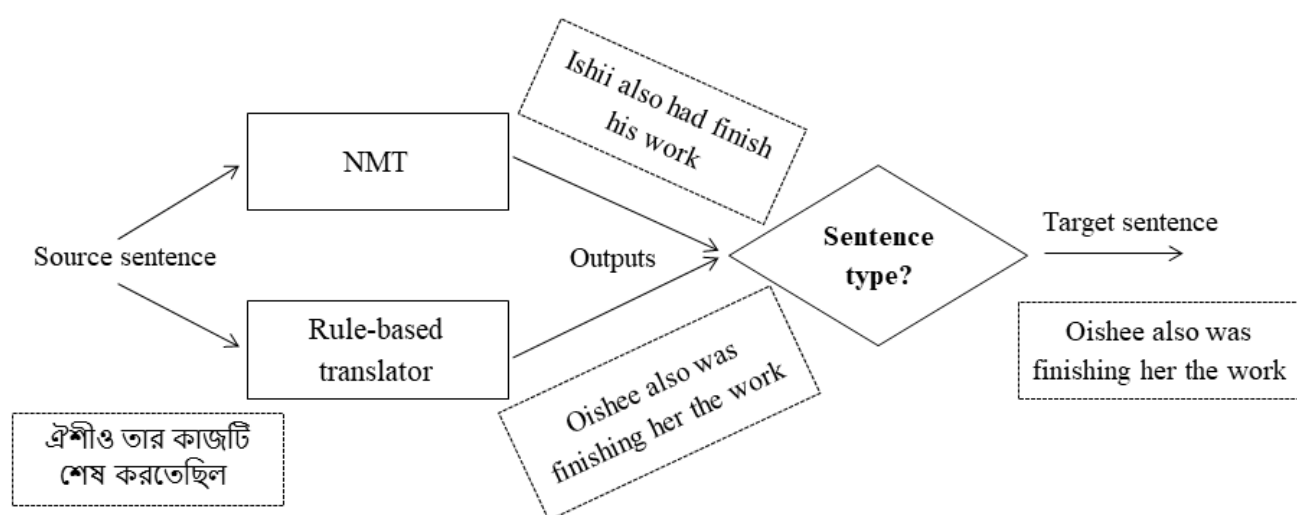 Ishii also had finish
his work
NMT
Source sentence
Outputs
Sentence
type?
Target sentence
Rule-based
translator
Oishee also was
finishing her the work
Oishee also was
finishing her the work
ঐশীও তার কাজটি
শেষ করতেছিল